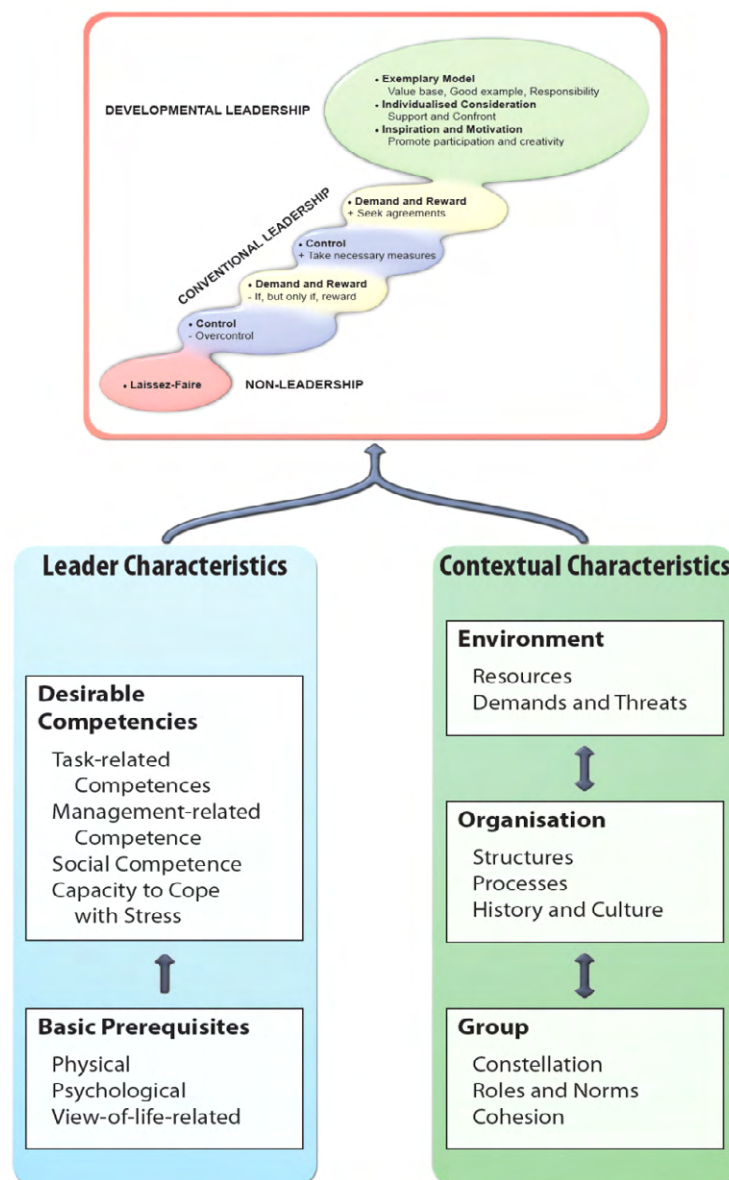 DEVELOPMENTAL LEADERSHIP
• Exemplary Model
Value base, Good example, Responsibility
• Individualised Consideration
Support and Confront
• Inspiration and Motivation
Promote participation and creativity
CONVENTIONAL LEADERSHIP
• Demand and Reward
+ Seek agreements
• Control
+ Take necessary measures
• Demand and Reward
- If, but only if, reward
• Control
- Overcontrol
• Laissez-Faire
NON-LEADERSHIP
Leader Characteristics
Desirable
Competencies
Task-related
Competences
Management-related
Competence
Social Competence
Capacity to Cope
with Stress
Basic Prerequisites
Physical
Psychological
View-of-life-related
Contextual Characteristics
Environment
Resources
Demands and Threats
Organisation
Structures
Processes
History and Culture
Group
Constellation
Roles and Norms
Cohesion